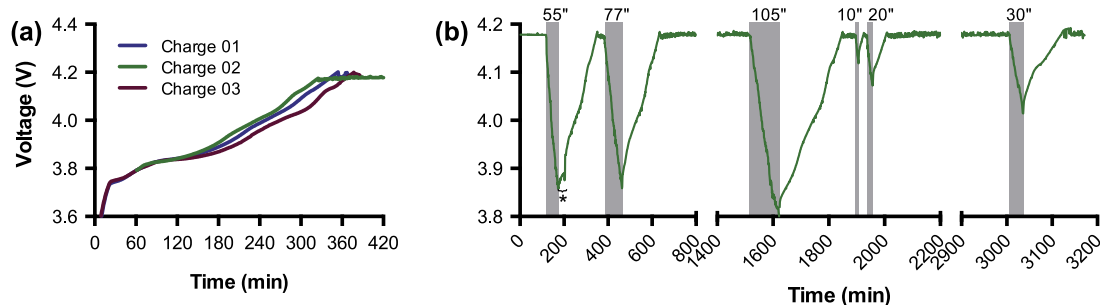 (a)
Voltage (V)
4.4
4.2
4.0
3.8
3.6
Charge 01
Charge 02
Charge 03
0 60 120 180 240 300 360 420
Time (min)
(b)
55" 77" 105" 10" 20" 30"
4.2
4.1
4.0
3.9
3.8
*
0 200 400 600 800 1400 1600 1800 2000 2200 2900 3000 3100 3200
Time (min)